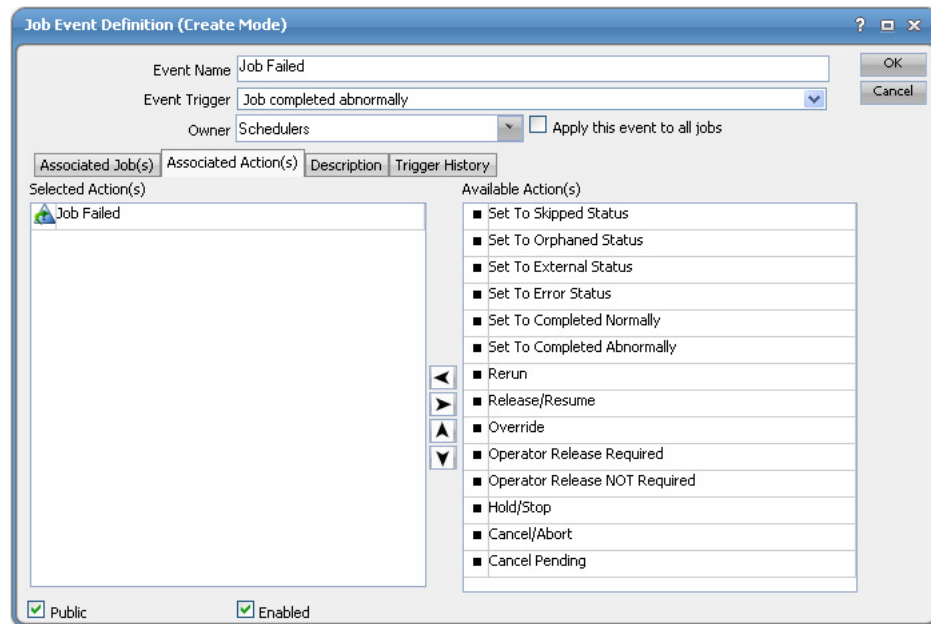 Job Event Definition (Create Mode)
?
Event Name Job Failed
OK
Event Trigger Job completed abnormally
Cancel
Owner Schedulers
Apply this event to all jobs
Associated Job(s) Associated Action(s) Description Trigger History
Selected Action(s)
Job Failed
Available Action(s)
Set To Skipped Status
Set To Orphaned Status
Set To External Status
Set To Error Status
Set To Completed Normally
Set To Completed Abnormally
Rerun
Release/Resume
Override
Operator Release Required
Operator Release NOT Required
Hold/Stop
Cancel/Abort
Cancel Pending
Public
Enabled